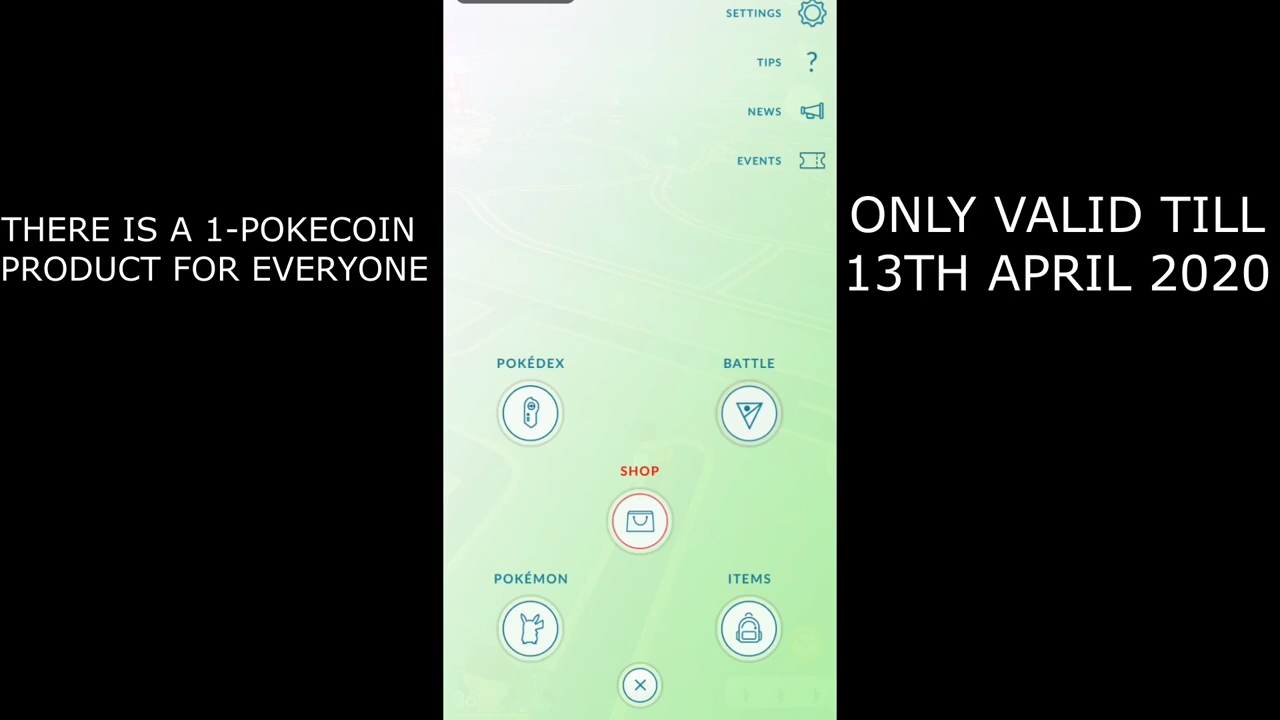 SETTINGS
TIPS
NEWS
EVENTS
THERE IS A 1-POKECOIN
PRODUCT FOR EVERYONE
ONLY VALID TILL
13TH APRIL 2020
POKÉDEX
BATTLE
SHOP
POKÉMON
ITEMS